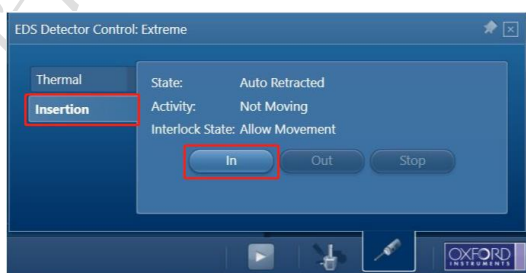 EDS Detector Control: Extreme
Thermal
Insertion
State: Auto Retracted
Activity: Not Moving
Interlock State: Allow Movement
In Out Stop
OXFORD
INSTRUMENTS